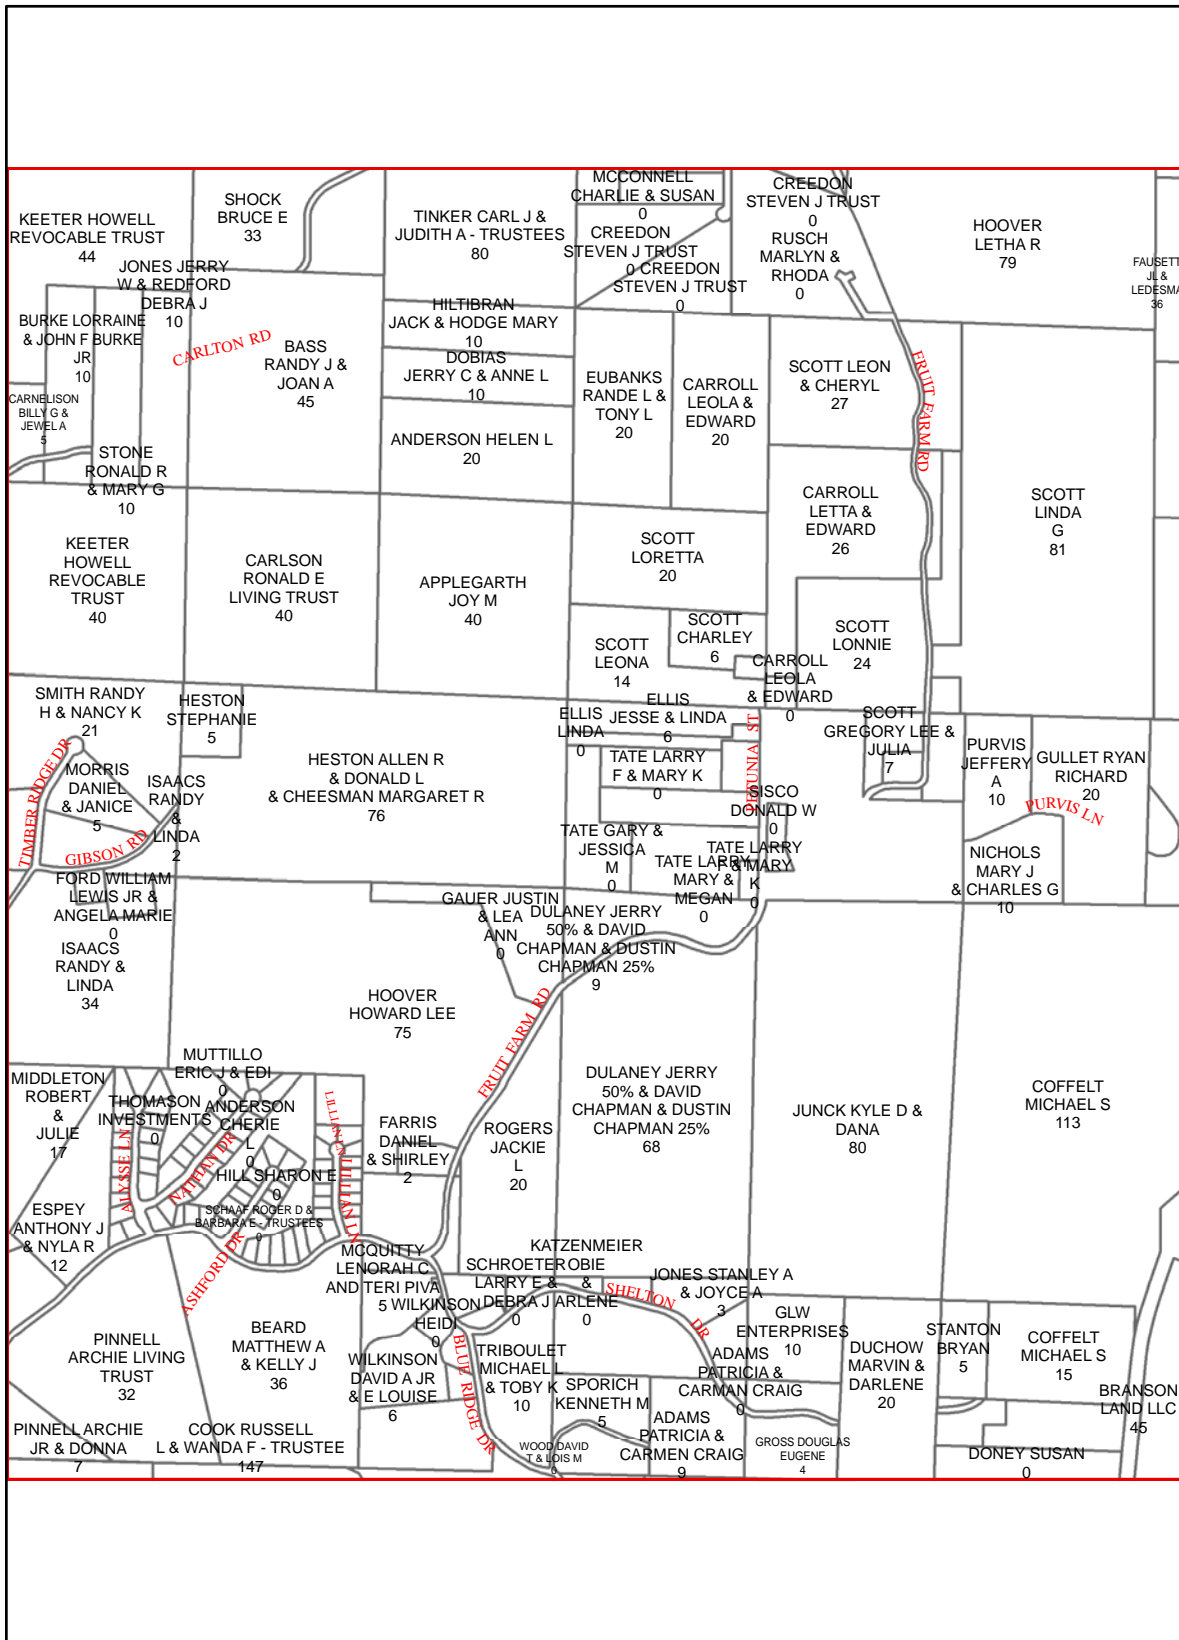 KEETER HOWELL
REVOCABLE TRUST
44
SHOCK
BRUCE E
33
TINKER CARL J &
JUDITH A - TRUSTEES
80
MCCONNELL
CHARLIE & SUSAN
0
CREEDON
STEVEN J TRUST
0
CREEDON
STEVEN J TRUST
0
CREEDON
STEVEN J TRUST
0
RUSCH
MARLYN &
RHODA
0
HOOVER
LETHA R
79
FAUSETT
JL &
LEDESMA
36
JONES JERRY
W & REDFORD
DEBRA J
10
BURKE LORRAINE
& JOHN F BURKE
JR
10
CARLTON RD
BASS
RANDY J &
JOAN A
45
HILTIBRAN
JACK & HODGE MARY
10
DOBIAS
JERRY C & ANNE L
10
ANDERSON HELEN L
20
EUBANKS
RANDE L &
TONY L
20
CARROLL
LEOLA &
EDWARD
20
SCOTT LEON
& CHERYL
27
FRUIT FARM RD
CARNELISON
BILLY G &
JEWEL A
5
STONE
RONALD R
& MARY G
10
CARROLL
LETTA &
EDWARD
26
SCOTT
LINDA
G
81
KEETER
HOWELL
REVOCABLE
TRUST
40
CARLSON
RONALD E
LIVING TRUST
40
APPLEGARTH
JOY M
40
SCOTT
LORETTA
20
SCOTT
CHARLEY
6
SCOTT
LEONA
14
SCOTT
LONNIE
24
CARROLL
LEOLA
& EDWARD
0
SMITH RANDY
H & NANCY K
21
HESTON
STEPHANIE
5
ELLIS
LINDA
0
ELLIS
JESSE & LINDA
6
PETUNIA ST
SCOTT
GREGORY LEE &
JULIA
7
PURVIS
JEFFERY
A
10
GULLET RYAN
RICHARD
20
PURVIS LN
TIMBER RIDGE DR
MORRIS
DANIEL
& JANICE
5
ISAACS
RANDY
&
LINDA
2
GIBSON RD
HESTON ALLEN R
& DONALD L
& CHEESMAN MARGARET R
76
TATE LARRY
F & MARY K
0
SISCO
DONALD W
0
TATE GARY &
JESSICA
M
0
TATE LARRY
MARY &
MEGAN
0
TATE LARRY
F & MARY
K
0
NICHOLS
MARY J
& CHARLES G
10
FORD WILLIAM
LEWIS JR &
ANGELA MARIE
0
ISAACS
RANDY &
LINDA
34
GAUER JUSTIN
& LEA
ANN
0
DULANEY JERRY
50% & DAVID
CHAPMAN & DUSTIN
CHAPMAN 25%
9
HOOVER
HOWARD LEE
75
FRUIT FARM RD
MIDDLETON
ROBERT
&
JULIE
17
MUTTILLO
ERIC J & EDI
0
THOMASON
INVESTMENTS
0
ANDERSON
CHERIE
L
0
ALYSSE LN
NATHAN DR
HILL SHARON E
0
LILLIAN LN
LILLIAN LN
FARRIS
DANIEL
& SHIRLEY
2
ROGERS
JACKIE
L
20
DULANEY JERRY
50% & DAVID
CHAPMAN & DUSTIN
CHAPMAN 25%
68
JUNCK KYLE D &
DANA
80
COFFELT
MICHAEL S
113
ESPEY
ANTHONY J
& NYLA R
12
SCHAAF ROGER D &
BARBARA E - TRUSTEES
0
ASHFORD DR
MCQUITTY
LENORAH C
AND TERI PIVA
5
WILKINSON
HEIDI
0
SCHROETER
LARRY E &
DEBRA J
0
KATZENMEIER
OBIE
&
ARLENE
0
SHELTON DR
JONES STANLEY A
& JOYCE A
3
GLW
ENTERPRISES
10
PINNELL
ARCHIE LIVING
TRUST
32
BEARD
MATTHEW A
& KELLY J
36
WILKINSON
DAVID A JR
& E LOUISE
6
BLUE RIDGE DR
TRIBOULET
MICHAEL L
& TOBY K
10
SPORICH
KENNETH M
5
ADAMS
PATRICIA &
CARMAN CRAIG
0
DUCHOW
MARVIN &
DARLENE
20
STANTON
BRYAN
5
COFFELT
MICHAEL S
15
BRANSON
LAND LLC
45
PINNELL ARCHIE
JR & DONNA
7
COOK RUSSELL
L & WANDA F - TRUSTEE
147
WOOD DAVID
T & LOIS M
0
ADAMS
PATRICIA &
CARMEN CRAIG
9
GROSS DOUGLAS
EUGENE
4
DONEY SUSAN
0